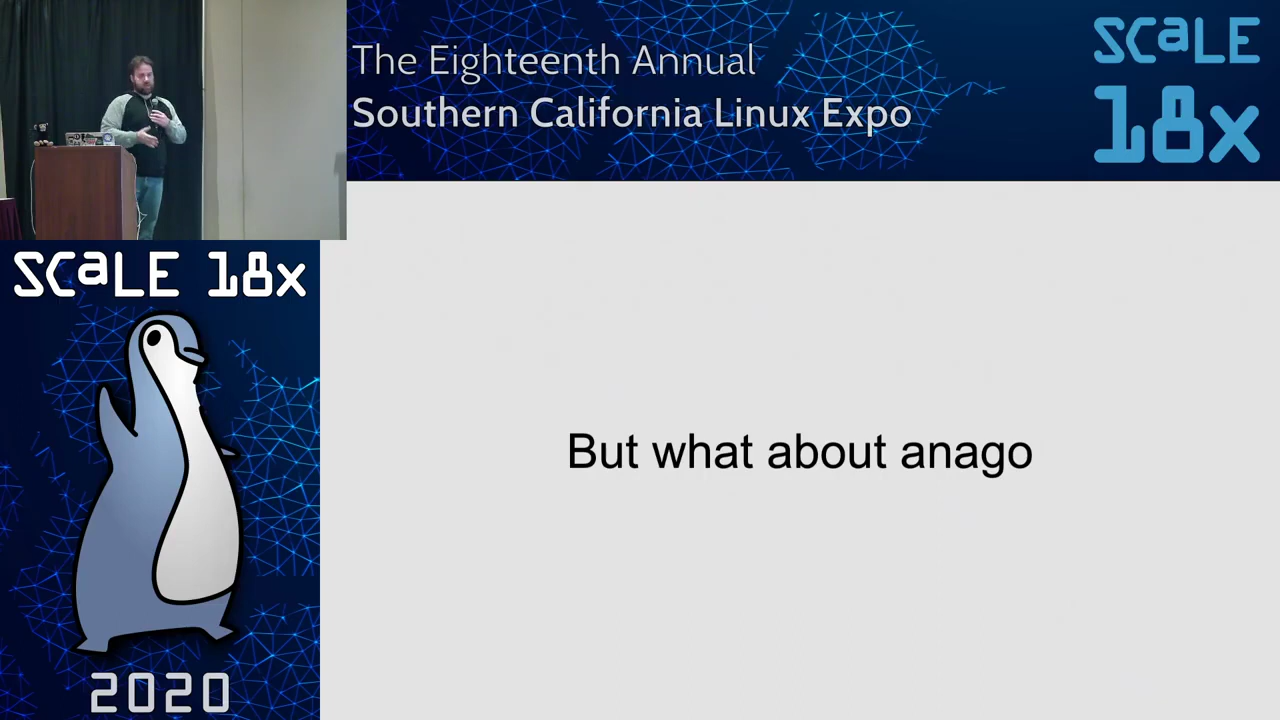 The Eighteenth Annual
Southern California Linux Expo
SCaLE
18x
SCaLE 18x
But what about anago
2020